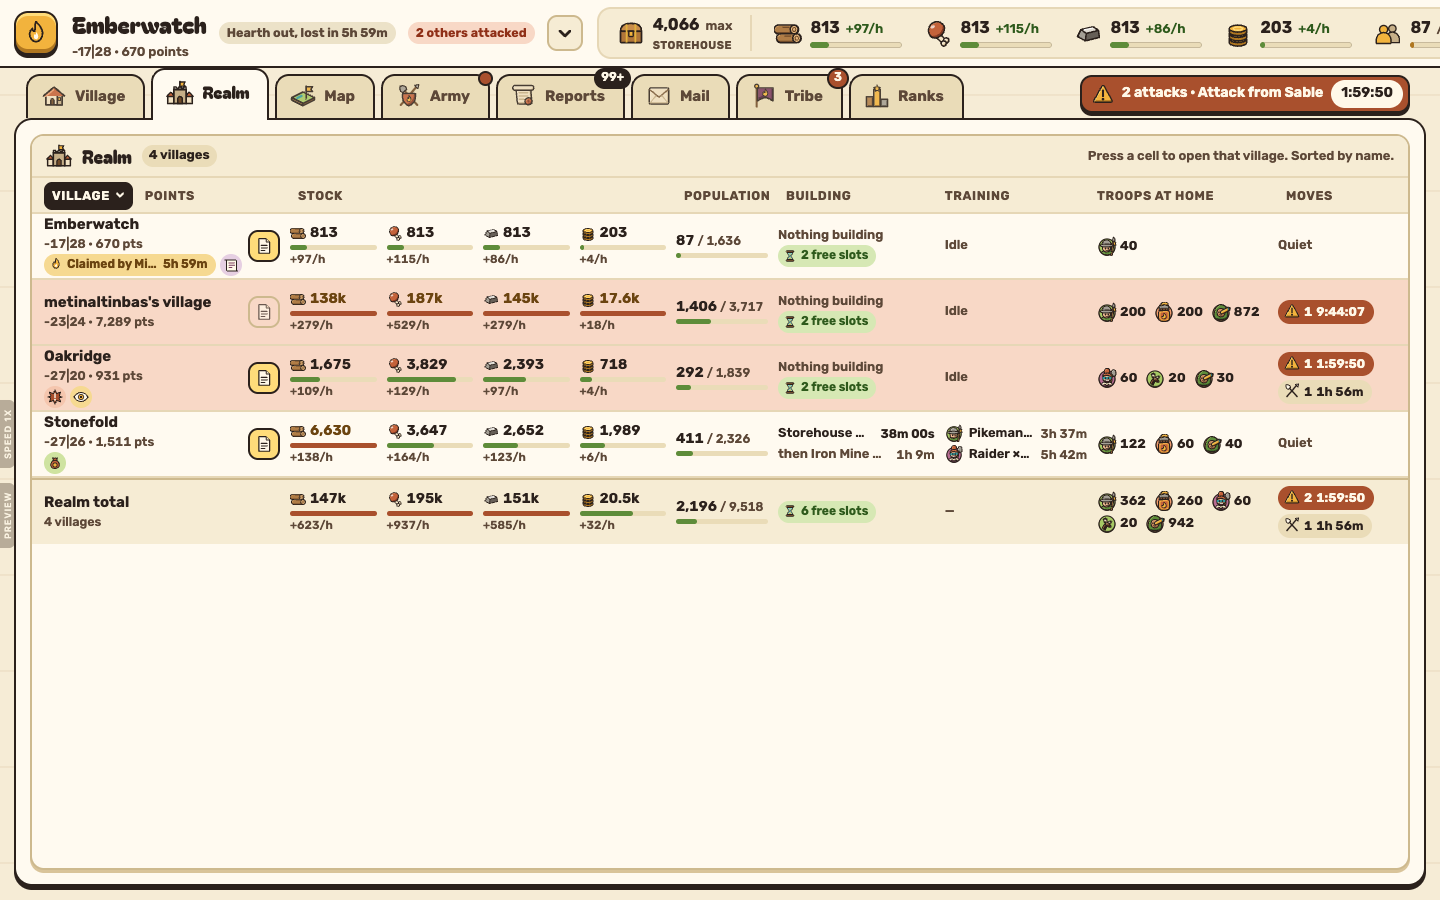 Emberwatch
-17|28 • 670 points
Hearth out, lost in 5h 59m
2 others attacked
4,066 max
STOREHOUSE
813 +97/h
813 +115/h
813 +86/h
203 +4/h
87 /
Village
Realm
Map
Army
Reports
99+
Mail
Tribe
3
Ranks
2 attacks • Attack from Sable 1:59:50
Realm 4 villages
Press a cell to open that village. Sorted by name.
VILLAGE POINTS STOCK POPULATION BUILDING TRAINING TROOPS AT HOME MOVES
Emberwatch
-17|28 • 670 pts
Claimed by Mi... 5h 59m
813 813 813 203
+97/h +115/h +86/h +4/h
87 / 1,636
Nothing building
2 free slots
Idle
40
Quiet
metinaltinbas's village
-23|24 • 7,289 pts
138k 187k 145k 17.6k
+279/h +529/h +279/h +18/h
1,406 / 3,717
Nothing building
2 free slots
Idle
200 200 872
1 9:44:07
Oakridge
-27|20 • 931 pts
1,675 3,829 2,393 718
+109/h +129/h +97/h +4/h
292 / 1,839
Nothing building
2 free slots
Idle
60 20 30
1 1:59:50
1 1h 56m
Stonefold
-27|26 • 1,511 pts
6,630 3,647 2,652 1,989
+138/h +164/h +123/h +6/h
411 / 2,326
Storehouse ... 38m 00s
then Iron Mine ... 1h 9m
Pikeman... 3h 37m
Raider ×... 5h 42m
122 60 40
Quiet
Realm total
4 villages
147k 195k 151k 20.5k
+623/h +937/h +585/h +32/h
2,196 / 9,518
6 free slots
–
362 260 60
20 942
2 1:59:50
1 1h 56m
SPEED 1X
PREVIEW